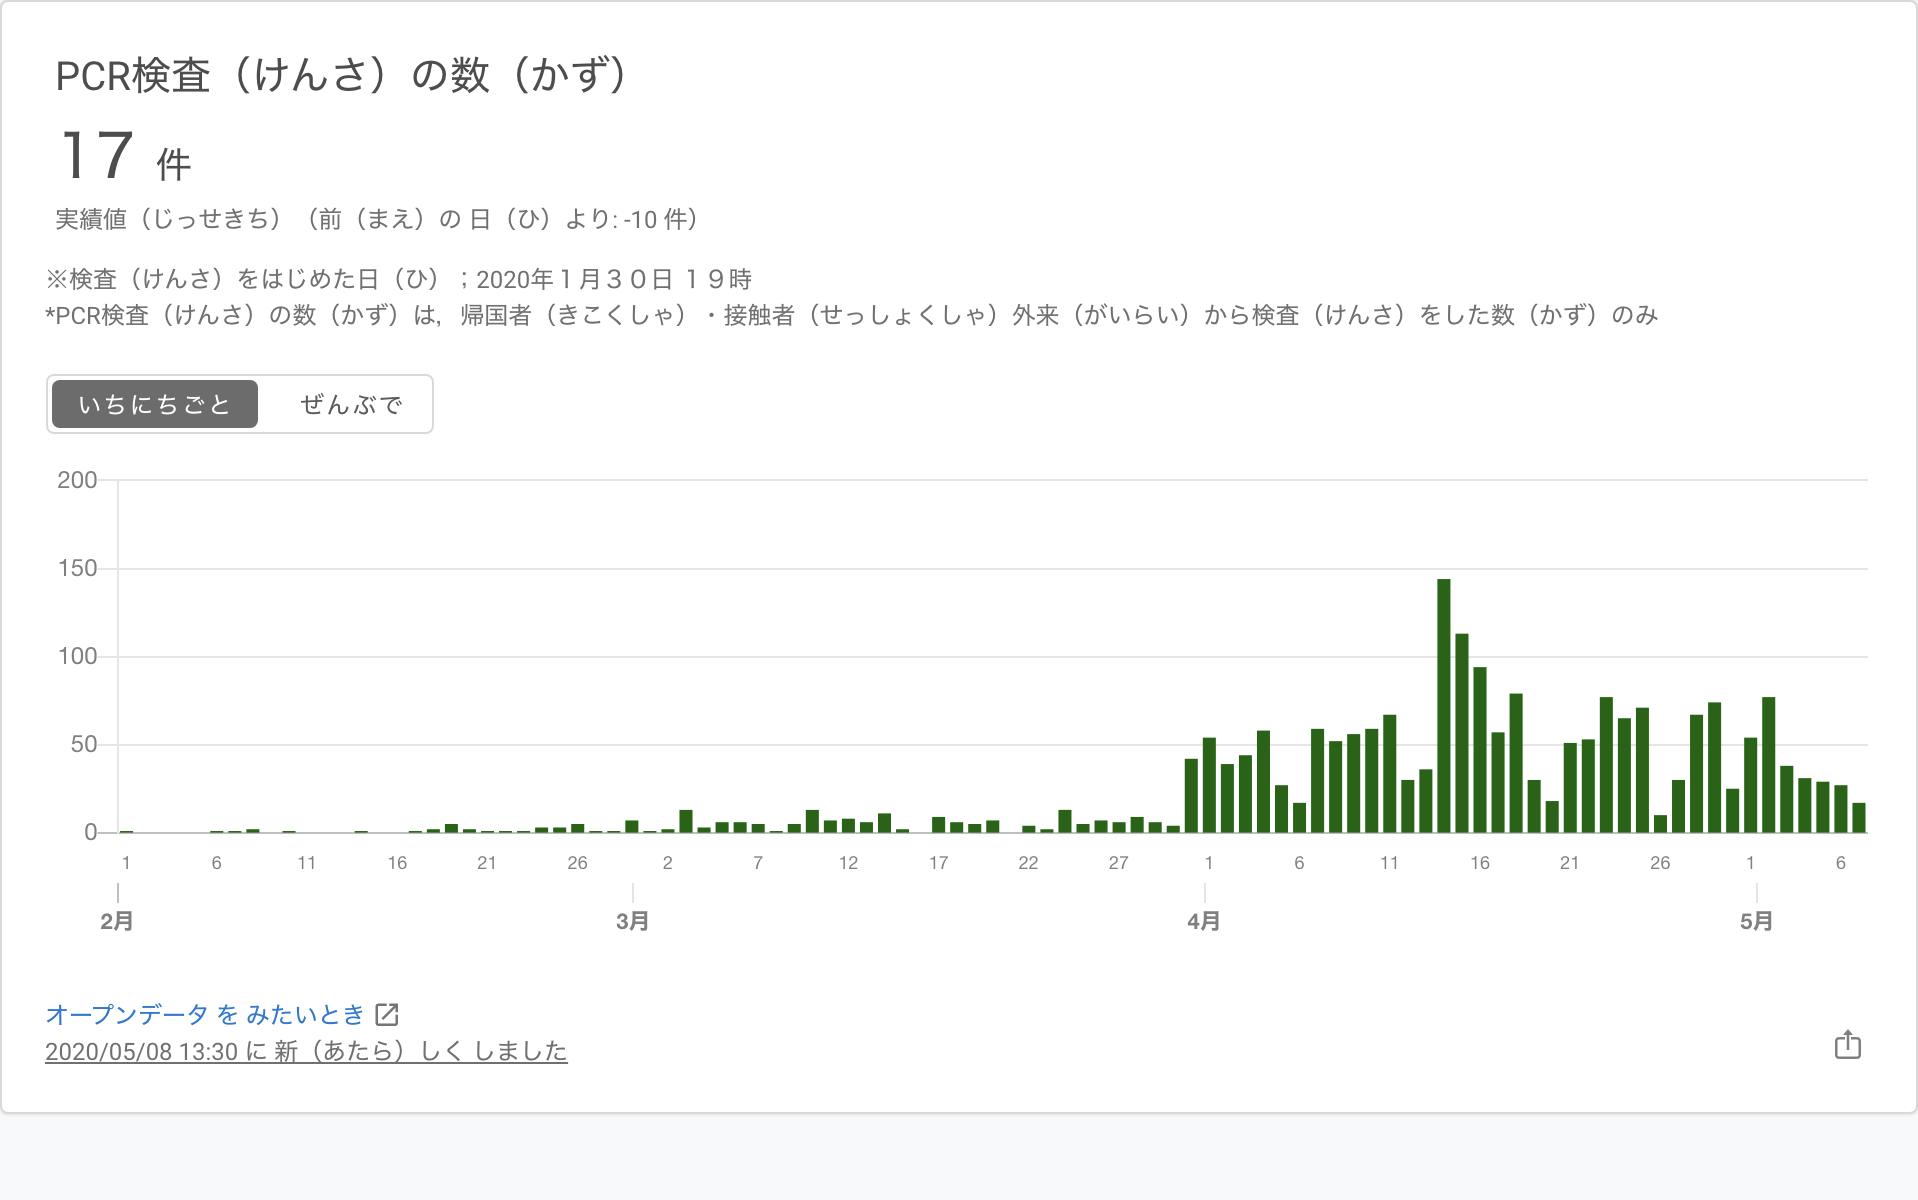 PCR検査（けんさ）の数（かず）
17 件
実績値（じっせきち）（前（まえ）の 日（ひ）より: -10 件）
※検査（けんさ）をはじめた日（ひ）；2020年１月３０日 １９時
*PCR検査（けんさ）の数（かず）は，帰国者（きこくしゃ）・接触者（せっしょくしゃ）外来（がいらい）から検査（けんさ）をした数（かず）のみ
いちにちごと ぜんぶで
200
150
100
50
0
1 6 11 16 21 26 2 7 12 17 22 27 1 6 11 16 21 26 1 6
2月 3月 4月 5月
オープンデータ を みたいとき
2020/05/08 13:30 に 新（あたら）しく しました